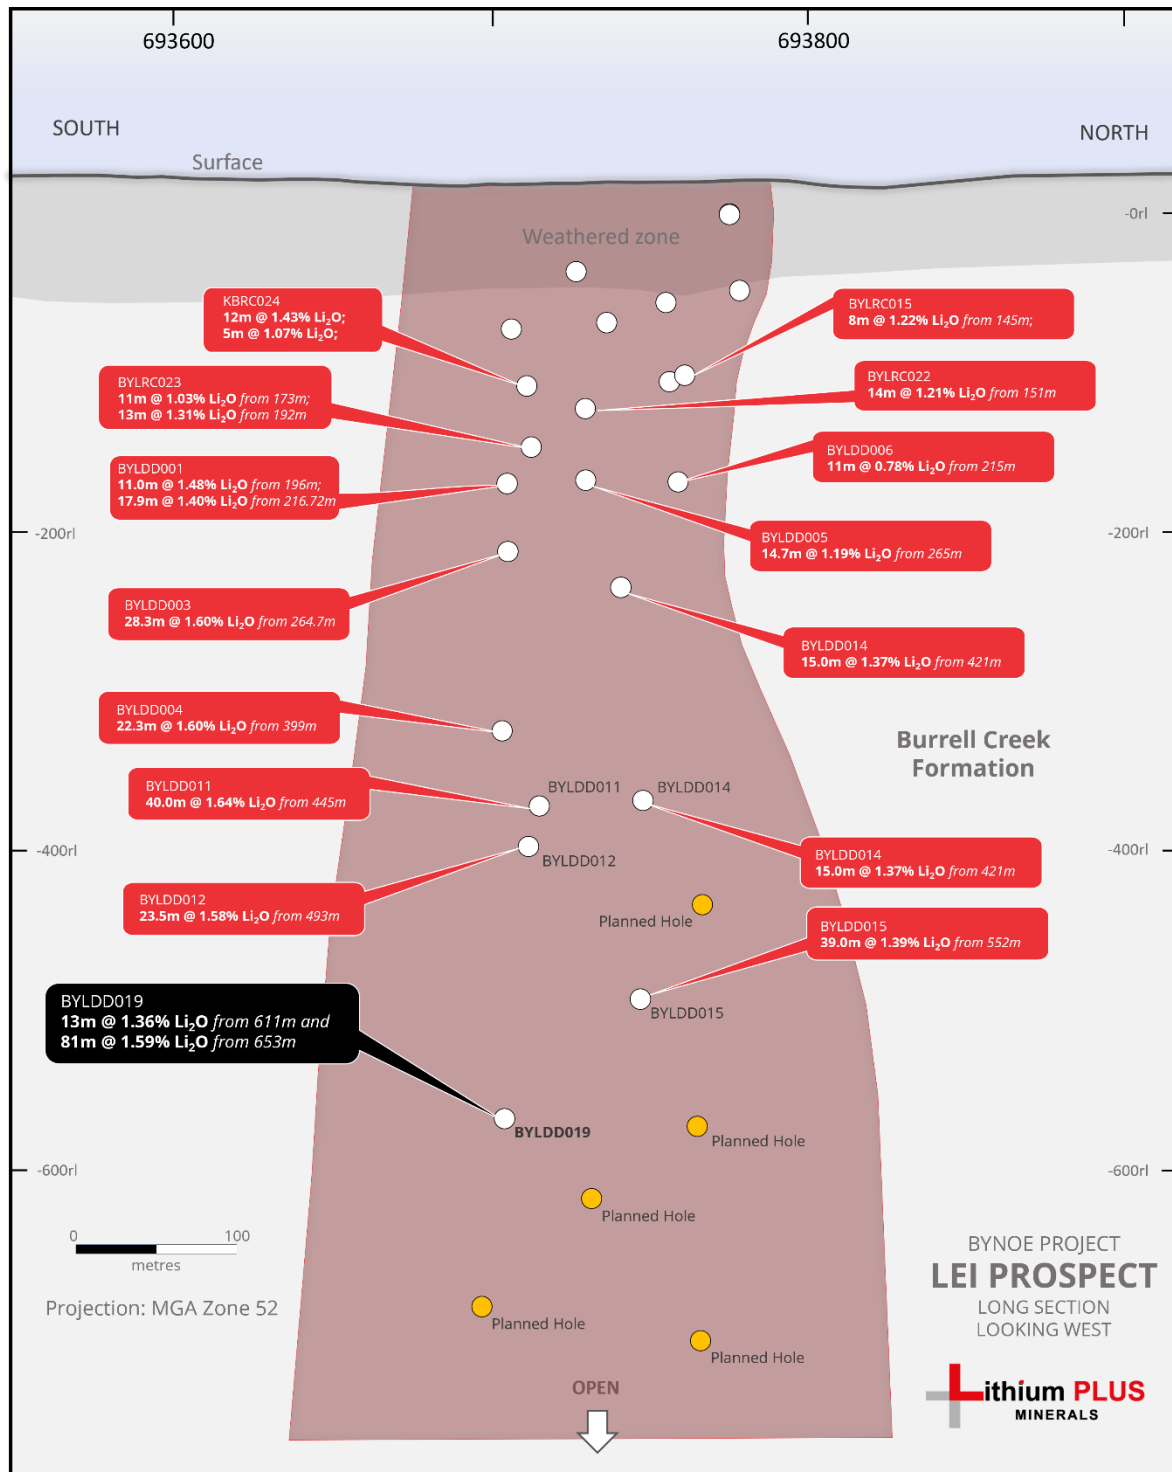 693600
693800
SOUTH
NORTH
Surface
-0rl
Weathered zone
KBRC024
12m @ 1.43% Li₂O;
5m @ 1.07% Li₂O;
BYLRC015
8m @ 1.22% Li₂O from 145m;
BYLRC023
11m @ 1.03% Li₂O from 173m;
13m @ 1.31% Li₂O from 192m
BYLRC022
14m @ 1.21% Li₂O from 151m
BYLDD001
11.0m @ 1.48% Li₂O from 196m;
17.9m @ 1.40% Li₂O from 216.72m
BYLDD006
11m @ 0.78% Li₂O from 215m
-200rl
-200rl
BYLDD005
14.7m @ 1.19% Li₂O from 265m
BYLDD003
28.3m @ 1.60% Li₂O from 264.7m
BYLDD014
15.0m @ 1.37% Li₂O from 421m
BYLDD004
22.3m @ 1.60% Li₂O from 399m
Burrell Creek
Formation
BYLDD011
40.0m @ 1.64% Li₂O from 445m
BYLDD011
BYLDD014
-400rl
-400rl
BYLDD012
BYLDD014
15.0m @ 1.37% Li₂O from 421m
BYLDD012
23.5m @ 1.58% Li₂O from 493m
Planned Hole
BYLDD015
39.0m @ 1.39% Li₂O from 552m
BYLDD019
13m @ 1.36% Li₂O from 611m and
81m @ 1.59% Li₂O from 653m
BYLDD015
BYLDD019
Planned Hole
-600rl
-600rl
Planned Hole
0 100
metres
Projection: MGA Zone 52
BYNOE PROJECT
LEI PROSPECT
LONG SECTION
LOOKING WEST
Planned Hole
Planned Hole
OPEN
Lithium PLUS
MINERALS